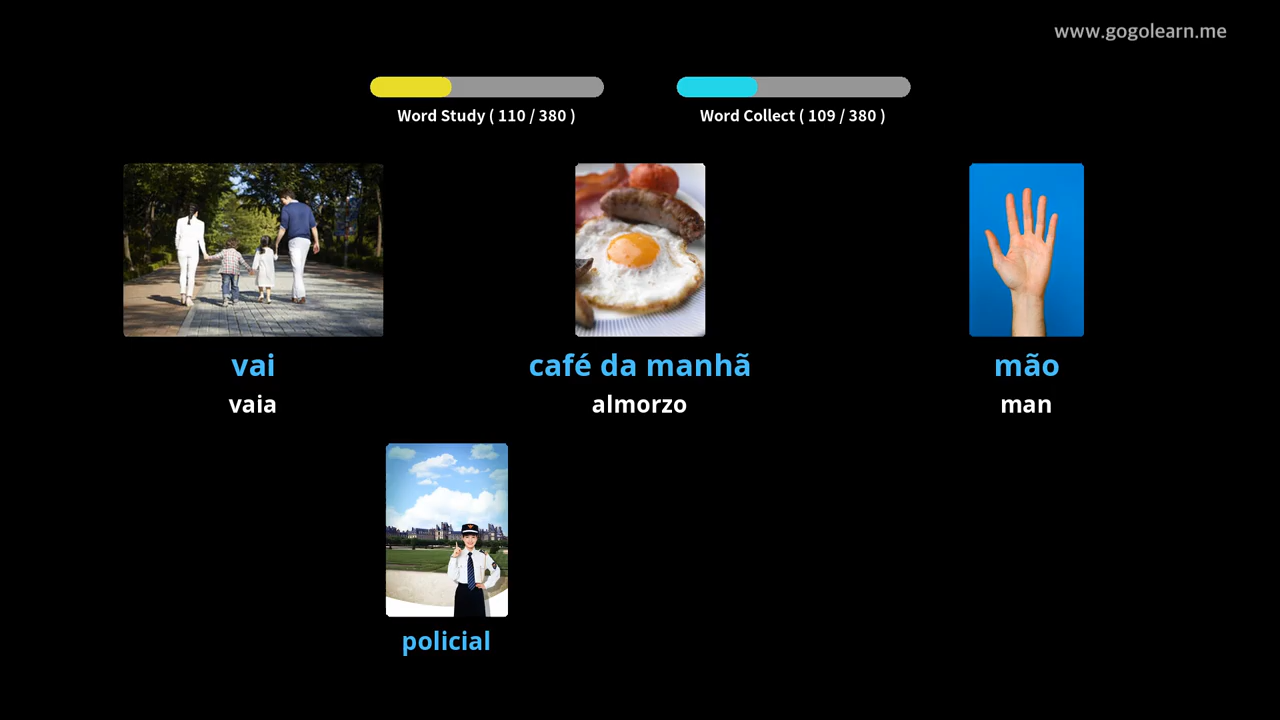 www.gogolearn.me
Word Study ( 110 / 380 )
Word Collect ( 109 / 380 )
vai
vaia
café da manhã
almorzo
mão
man
policial